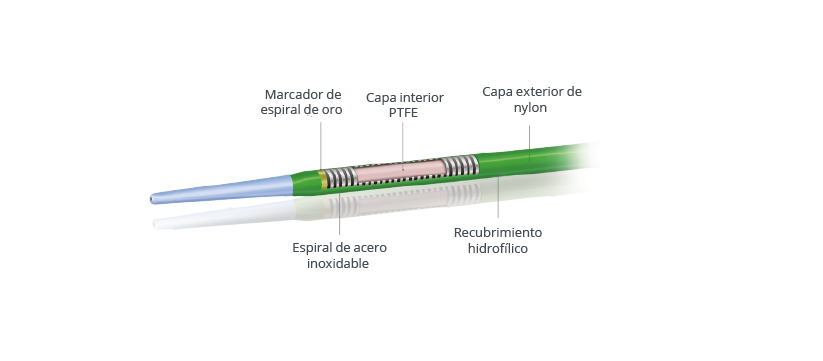 Marcador de
espiral de oro
Capa interior
PTFE
Capa exterior de
nylon
Espiral de acero
inoxidable
Recubrimiento
hidrofílico